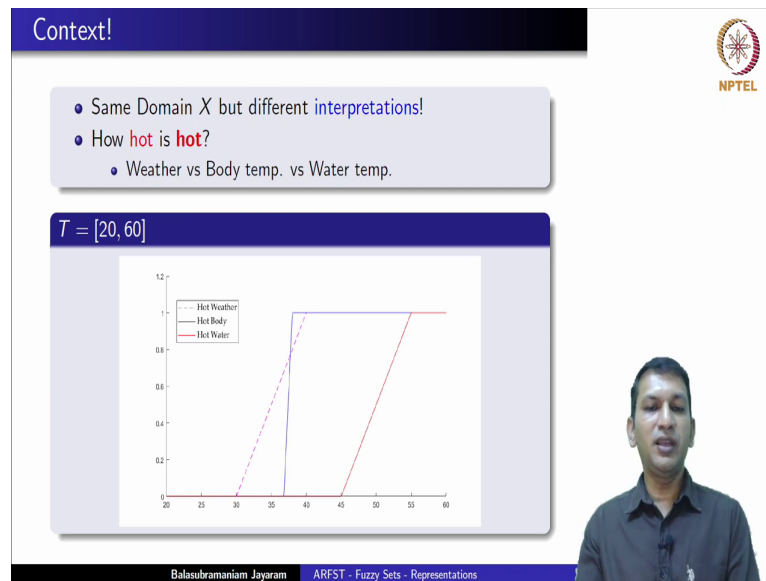 Context!
NPTEL
Same Domain X but different interpretations!
How hot is hot?
Weather vs Body temp. vs Water temp.
T = [20, 60]
1.2
1
0.8
0.6
0.4
0.2
0
Hot Weather
Hot Body
Hot Water
20 25 30 35 40 45 50 55 60
Balasubramaniam Jayaram ARFST - Fuzzy Sets - Representations